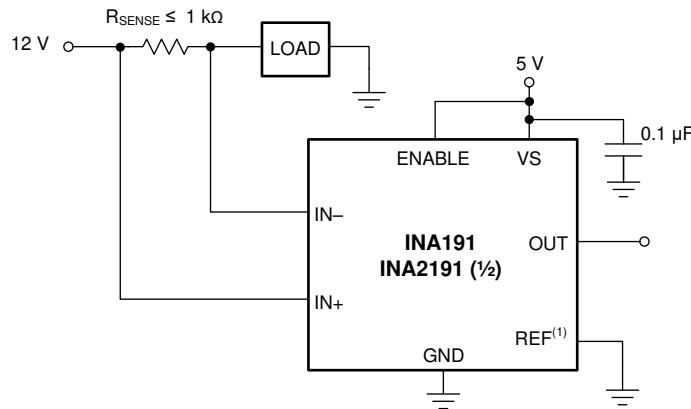 R_SENSE ≤ 1 kΩ
12 V
LOAD
5 V
0.1 µF
ENABLE
VS
IN–
INA191
INA2191 (½)
OUT
IN+
REF(1)
GND